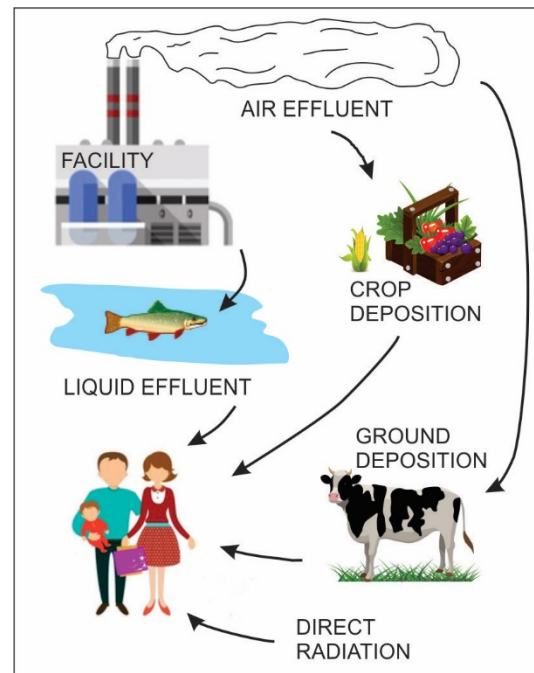 AIR EFFLUENT
FACILITY
CROP
DEPOSITION
LIQUID EFFLUENT
GROUND
DEPOSITION
DIRECT
RADIATION